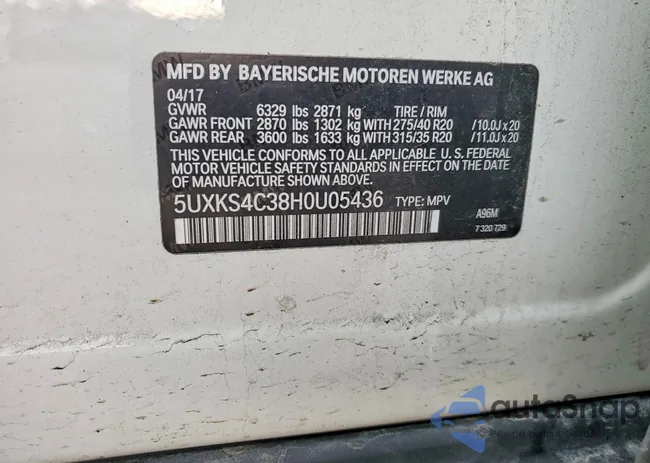 MFD BY BAYERISCHE MOTOREN WERKE AG
04/17
GVWR 6329 lbs 2871 kg TIRE / RIM
GAWR FRONT 2870 lbs 1302 kg WITH 275/40 R20 /10.0J x 20
GAWR REAR 3600 lbs 1633 kg WITH 315/35 R20 /11.0J x 20
THIS VEHICLE CONFORMS TO ALL APPLICABLE U. S. FEDERAL
MOTOR VEHICLE SAFETY STANDARDS IN EFFECT ON THE DATE
OF MANUFACTURE SHOWN ABOVE.
5UXKS4C38H0U05436 TYPE: MPV
A96M
7 320 729
autoSnap